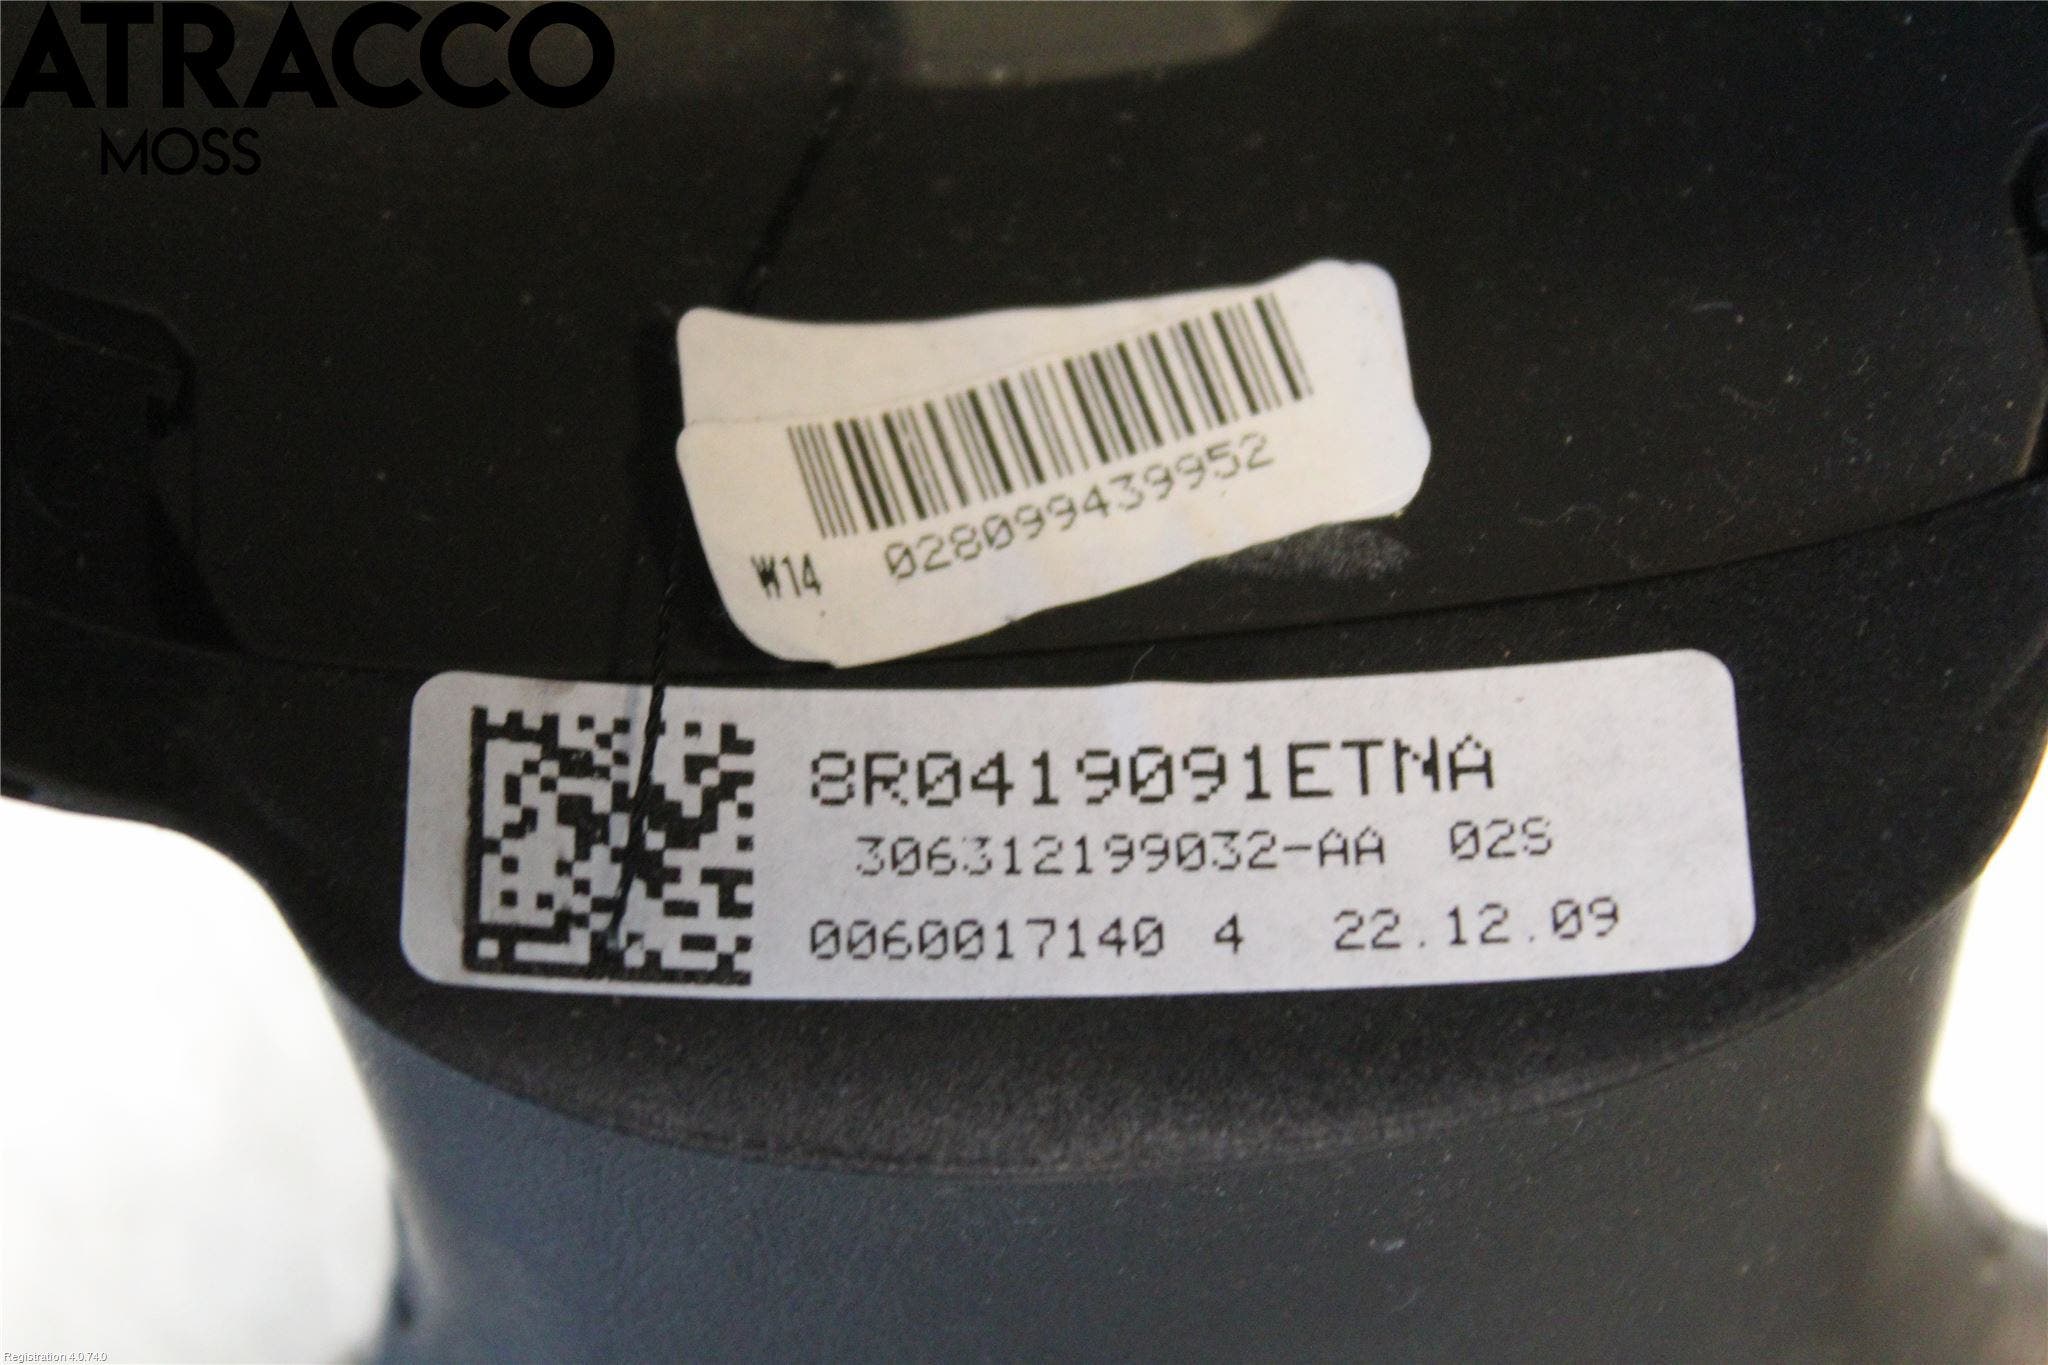 ATRACCO
MOSS
028099439952
W14
8R0419091ETNA
306312199032-AA 02S
0060017140 4 22.12.09
Registration 4.0.74.0